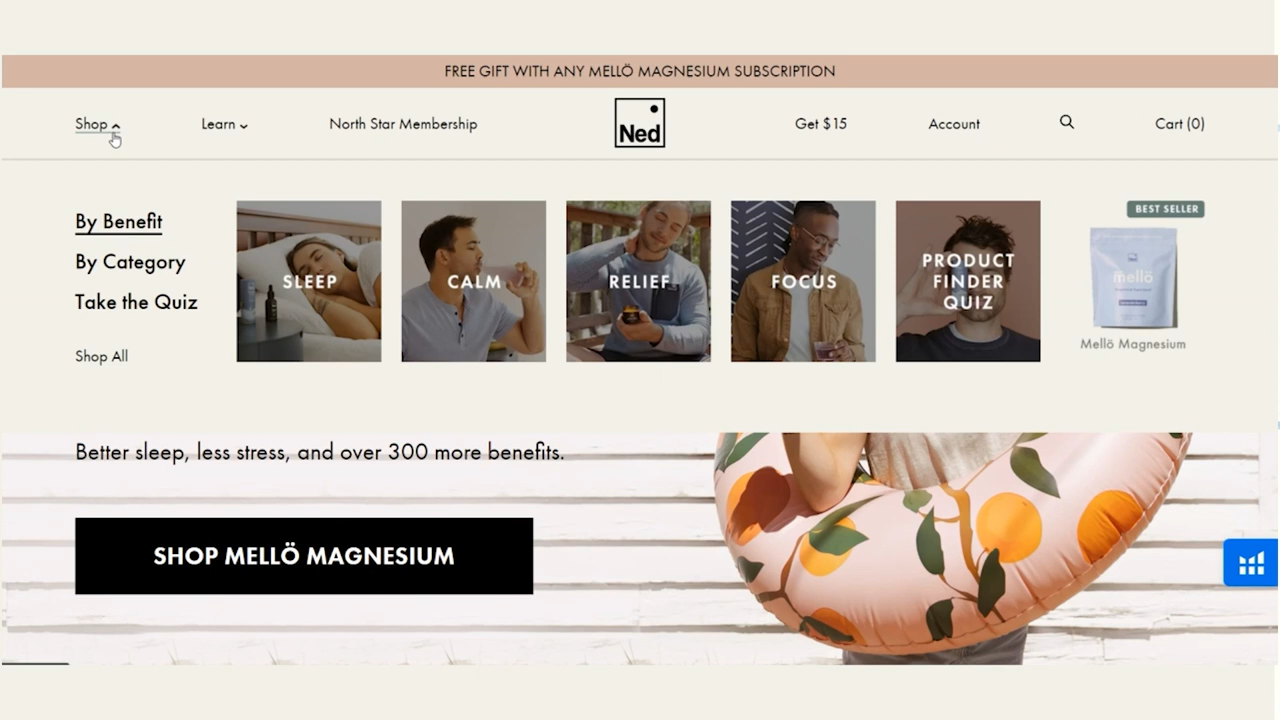 FREE GIFT WITH ANY MELLÖ MAGNESIUM SUBSCRIPTION
Shop
Learn
North Star Membership
Ned
Get $15
Account
Cart (0)
By Benefit
By Category
Take the Quiz
Shop All
SLEEP
CALM
RELIEF
FOCUS
PRODUCT
FINDER
QUIZ
BEST SELLER
mellö
Mellö Magnesium
Better sleep, less stress, and over 300 more benefits.
SHOP MELLÖ MAGNESIUM